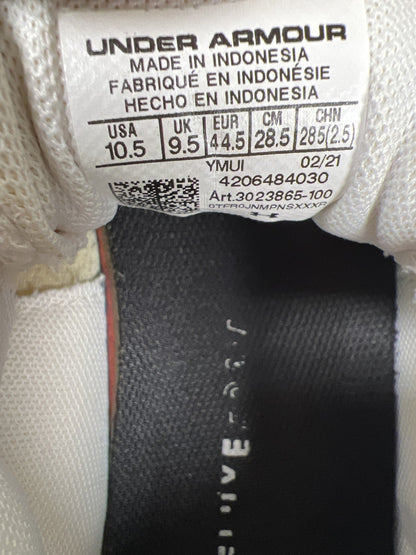 UNDER ARMOUR
MADE IN INDONESIA
FABRIQUÉ EN INDONÉSIE
HECHO EN INDONESIA
USA UK EUR CM CHN
10.5 9.5 44.5 28.5 285(2.5)
YMUI 02/21
4206484030
Art.3023865-100